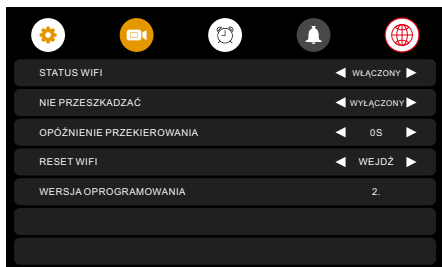 STATUS WIFI WŁĄCZONY
NIE PRZESZKADZAĆ WYŁĄCZONY
OPÓŹNIENIE PRZEKIEROWANIA 0S
RESET WIFI WEJDŹ
WERSJA OPROGRAMOWANIA 2.